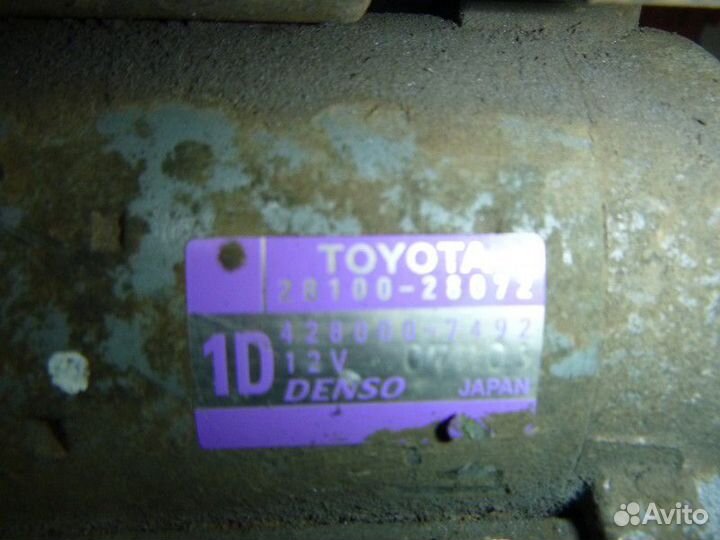 TOYOTA
28100-28072
428000-7492
1D
12V
DENSO JAPAN
Avito